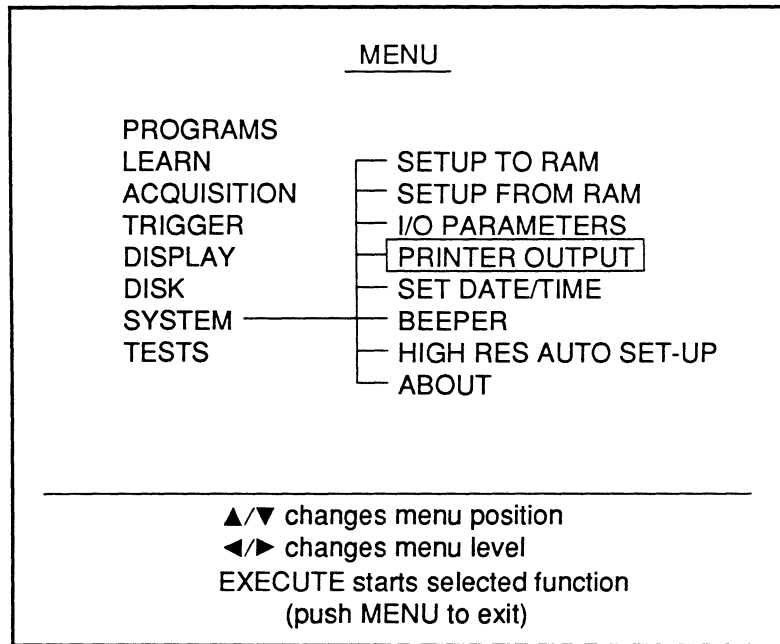 MENU
PROGRAMS
LEARN SETUP TO RAM
ACQUISITION SETUP FROM RAM
TRIGGER I/O PARAMETERS
DISPLAY PRINTER OUTPUT
DISK SET DATE/TIME
SYSTEM BEEPER
TESTS HIGH RES AUTO SET-UP
ABOUT
▲/▼ changes menu position
◄/► changes menu level
EXECUTE starts selected function
(push MENU to exit)